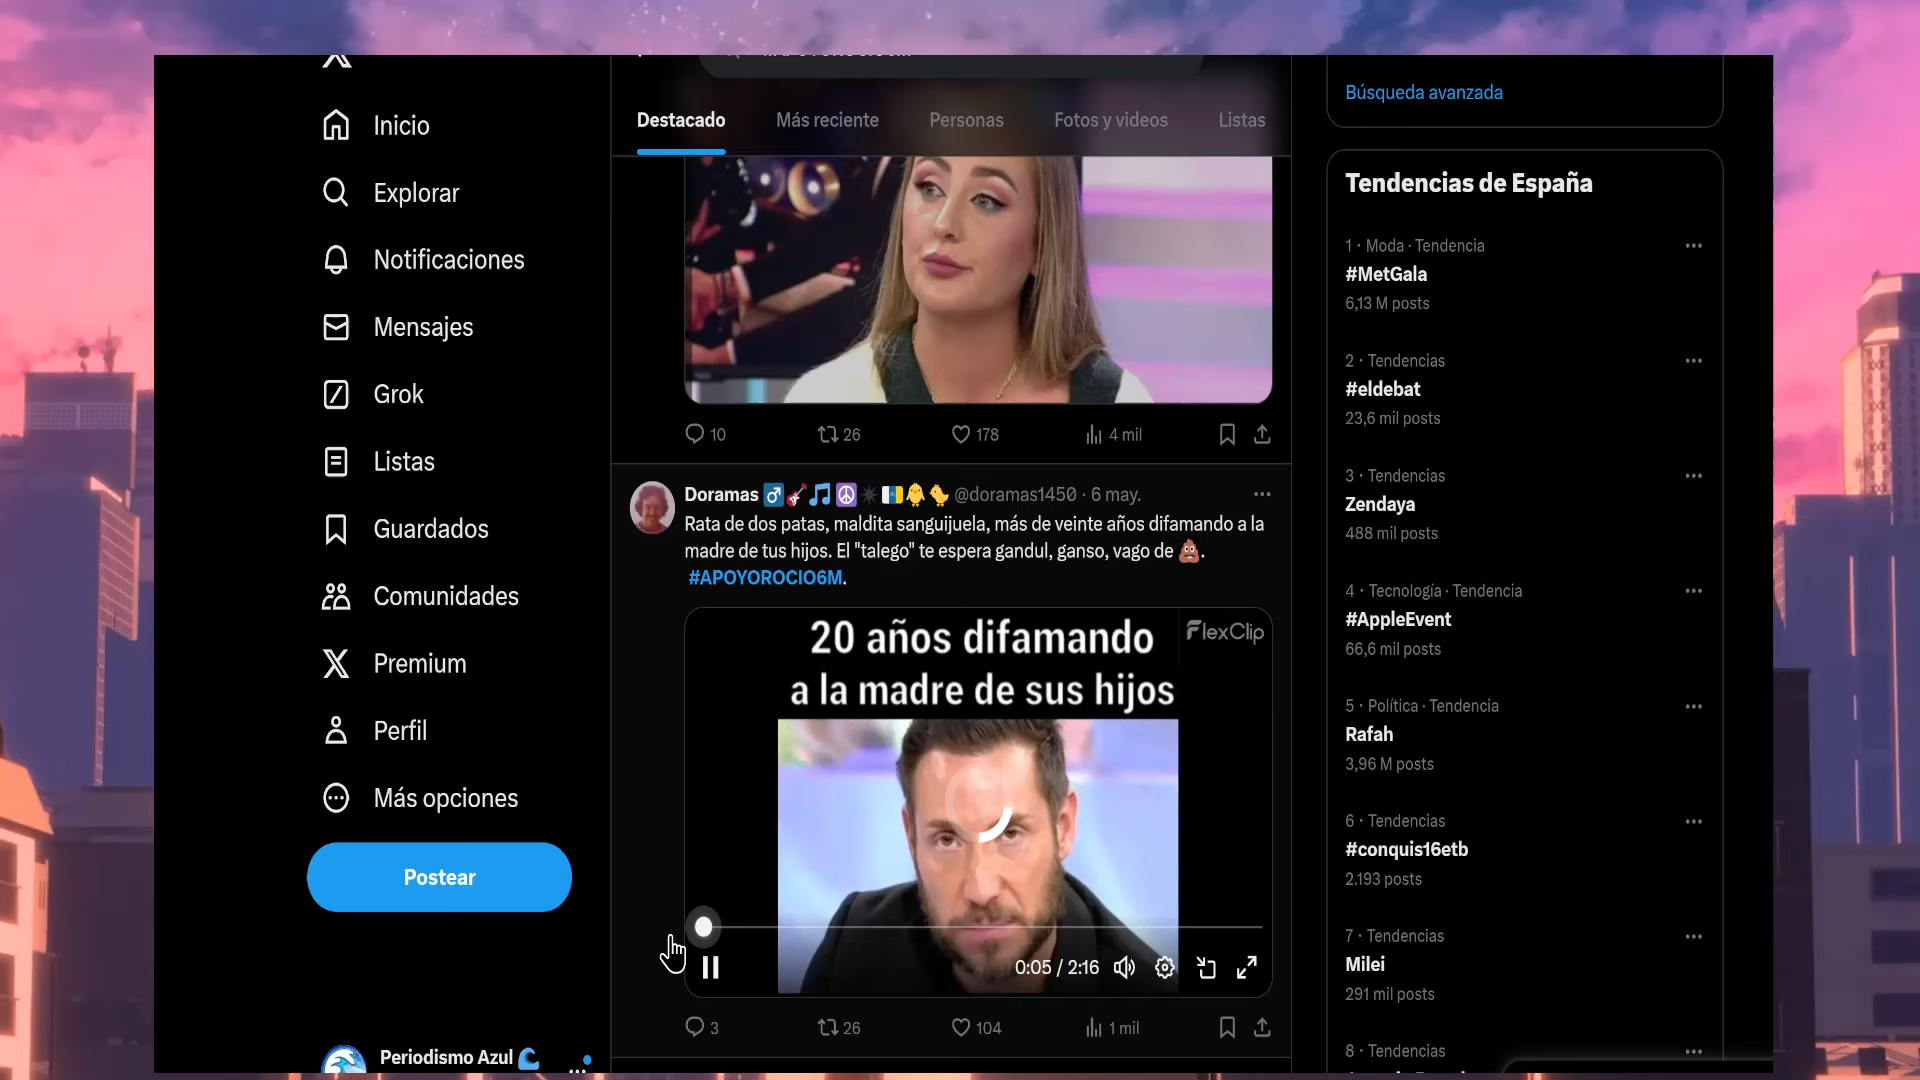 Inicio
Explorar
Notificaciones
Mensajes
Grok
Listas
Guardados
Comunidades
Premium
Perfil
Más opciones
Postear
Periodismo Azul
Destacado
Más reciente
Personas
Fotos y videos
Listas
10
26
178
4 mil
Doramas @doramas1450 · 6 may.
Rata de dos patas, maldita sanguijuela, más de veinte años difamando a la
madre de tus hijos. El "talego" te espera gandul, ganso, vago de 💩.
#APOYOROCIO6M.
20 años difamando
a la madre de sus hijos
FlexClip
0:05 / 2:16
3
26
104
1 mil
Búsqueda avanzada
Tendencias de España
1 · Moda · Tendencia
#MetGala
6,13 M posts
2 · Tendencias
#eldebat
23,6 mil posts
3 · Tendencias
Zendaya
488 mil posts
4 · Tecnología · Tendencia
#AppleEvent
66,6 mil posts
5 · Política · Tendencia
Rafah
3,96 M posts
6 · Tendencias
#conquis16etb
2.193 posts
7 · Tendencias
Milei
291 mil posts
8 · Tendencias